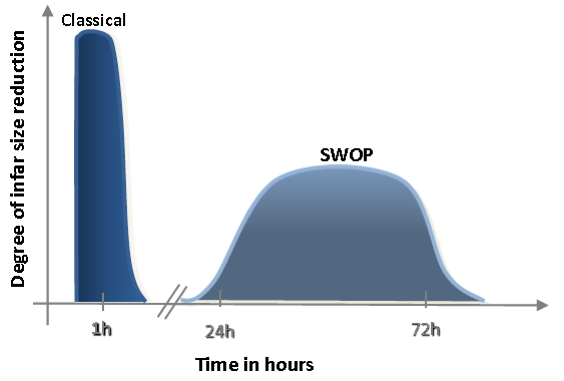 Classical
Degree of infar size reduction
SWOP
1h
24h
72h
Time in hours